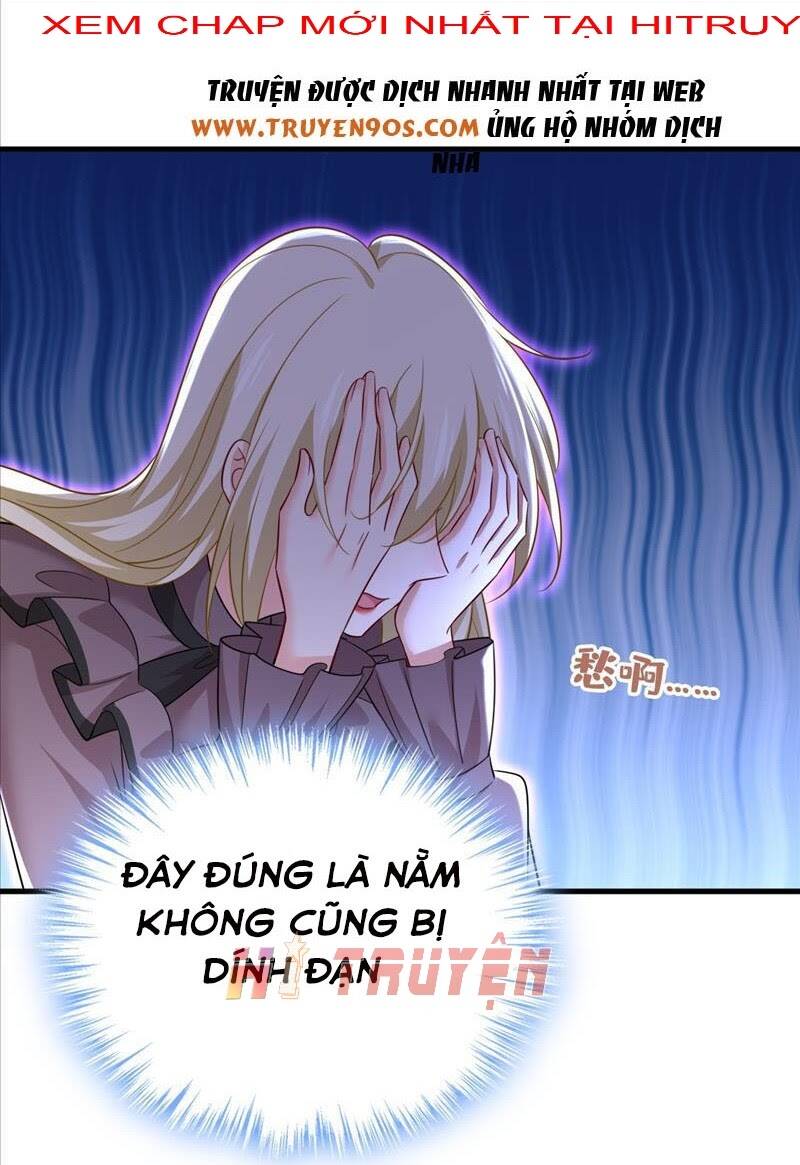 XEM CHAP MỚI NHẤT TẠI HITRUY
TRUYỆN ĐƯỢC DỊCH NHANH NHẤT TẠI WEB
WWW.TRUYEN90S.COM ỦNG HỘ NHÓM DỊCH
NHA
愁啊……
ĐÂY ĐÚNG LÀ NẰM
KHÔNG CŨNG BỊ
DÍNH ĐẠN
HI TRUYỆN